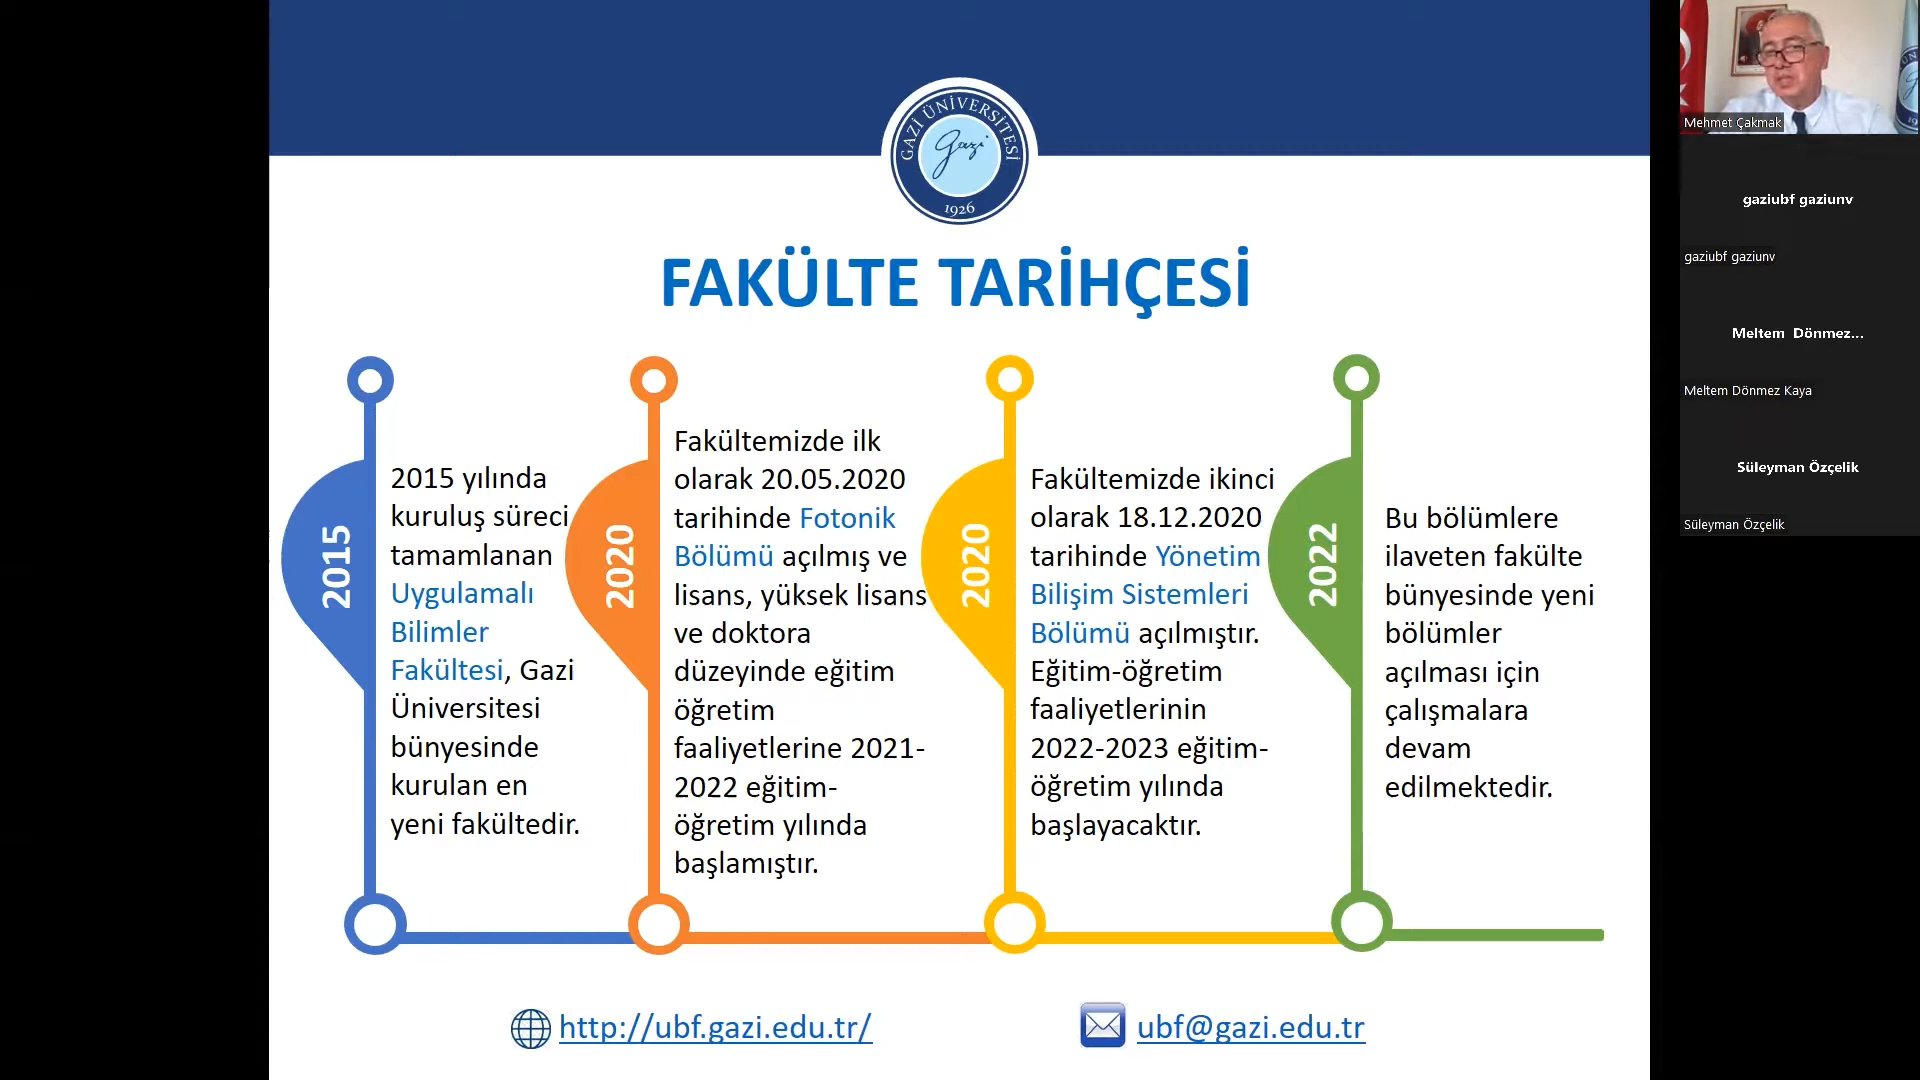 GAZİ ÜNİVERSİTESİ
Gazi
1926
FAKÜLTE TARİHÇESİ
2015
2015 yılında
kuruluş süreci
tamamlanan
Uygulamalı
Bilimler
Fakültesi, Gazi
Üniversitesi
bünyesinde
kurulan en
yeni fakültedir.
2020
Fakültemizde ilk
olarak 20.05.2020
tarihinde Fotonik
Bölümü açılmış ve
lisans, yüksek lisans
ve doktora
düzeyinde eğitim
öğretim
faaliyetlerine 2021-
2022 eğitim-
öğretim yılında
başlamıştır.
2020
Fakültemizde ikinci
olarak 18.12.2020
tarihinde Yönetim
Bilişim Sistemleri
Bölümü açılmıştır.
Eğitim-öğretim
faaliyetlerinin
2022-2023 eğitim-
öğretim yılında
başlayacaktır.
2022
Bu bölümlere
ilaveten fakülte
bünyesinde yeni
bölümler
açılması için
çalışmalara
devam
edilmektedir.
http://ubf.gazi.edu.tr/
ubf@gazi.edu.tr
Mehmet Çakmak
gaziubf gaziunv
gaziubf gaziunv
Meltem Dönmez...
Meltem Dönmez Kaya
Süleyman Özçelik
Süleyman Özçelik